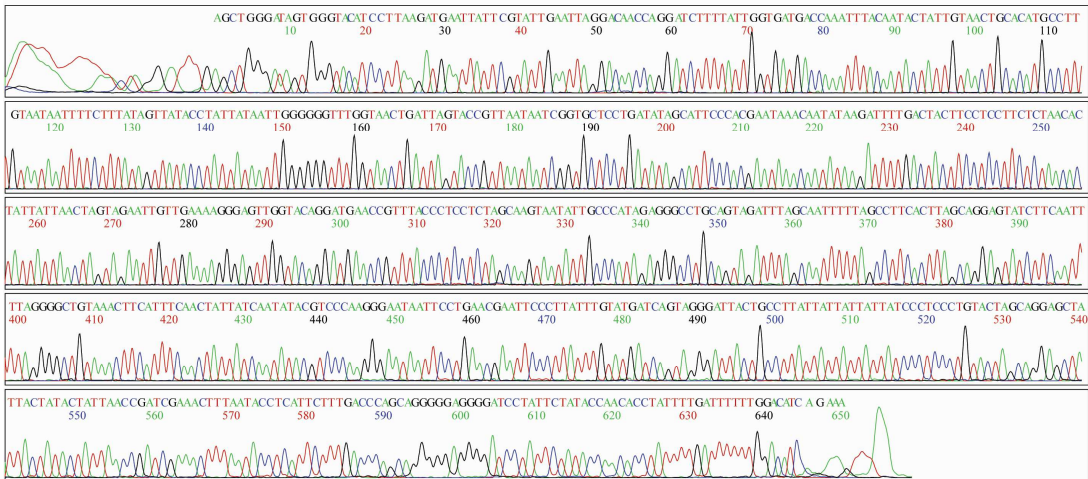 AGCTGGGATAGTGGGTACATCCTTAAGATGAATTATTCGTATTGAATTAGGACAACCAGGATCTTTTATTGGTGATGACCAAATTTACAATACTATTGTAACTGCACATGCCTT
10 20 30 40 50 60 70 80 90 100 110
GTAATAATTTTCTTTATAGTTATACCTATTATAATTGGGGGGTTTGGTAACTGATTAGTACCGTTAATAATCGGTGCTCCTGATATAGCATTCCCACGAATAAACAATATAAGATTTTGACTACTTCCTCCTTCTCTAACAC
120 130 140 150 160 170 180 190 200 210 220 230 240 250
TATTATTAACTAGTAGAATTGTTGAAAAGGGAGTTGGTACAGGATGAACCGTTTACCCTCCTCTAGCAAGTAATATTGCCCATAGAGGGCCTGCAGTAGATTTAGCAATTTTTAGCCTTCACTTAGCAGGAGTATCTTCAATT
260 270 280 290 300 310 320 330 340 350 360 370 380 390
TTAGGGGCTGTAAACTTCATTTCAACTATTATCAATATACGTCCCAAGGGAATAATTCCTGAACGAATTCCCTTATTTGTATGATCAGTAGGGATTACTGCCTTATTATTATTATTATCCCTCCCTGTACTAGCAGGAGCTA
400 410 420 430 440 450 460 470 480 490 500 510 520 530 540
TTACTATACTATTAACCGATCGAAACTTTAATACCTCATTCTTTGACCCAGCAGGGGGAGGGGATCCTATTCTATACCAACACCTATTTTGATTTTTTGGACATCAGAAA
550 560 570 580 590 600 610 620 630 640 650